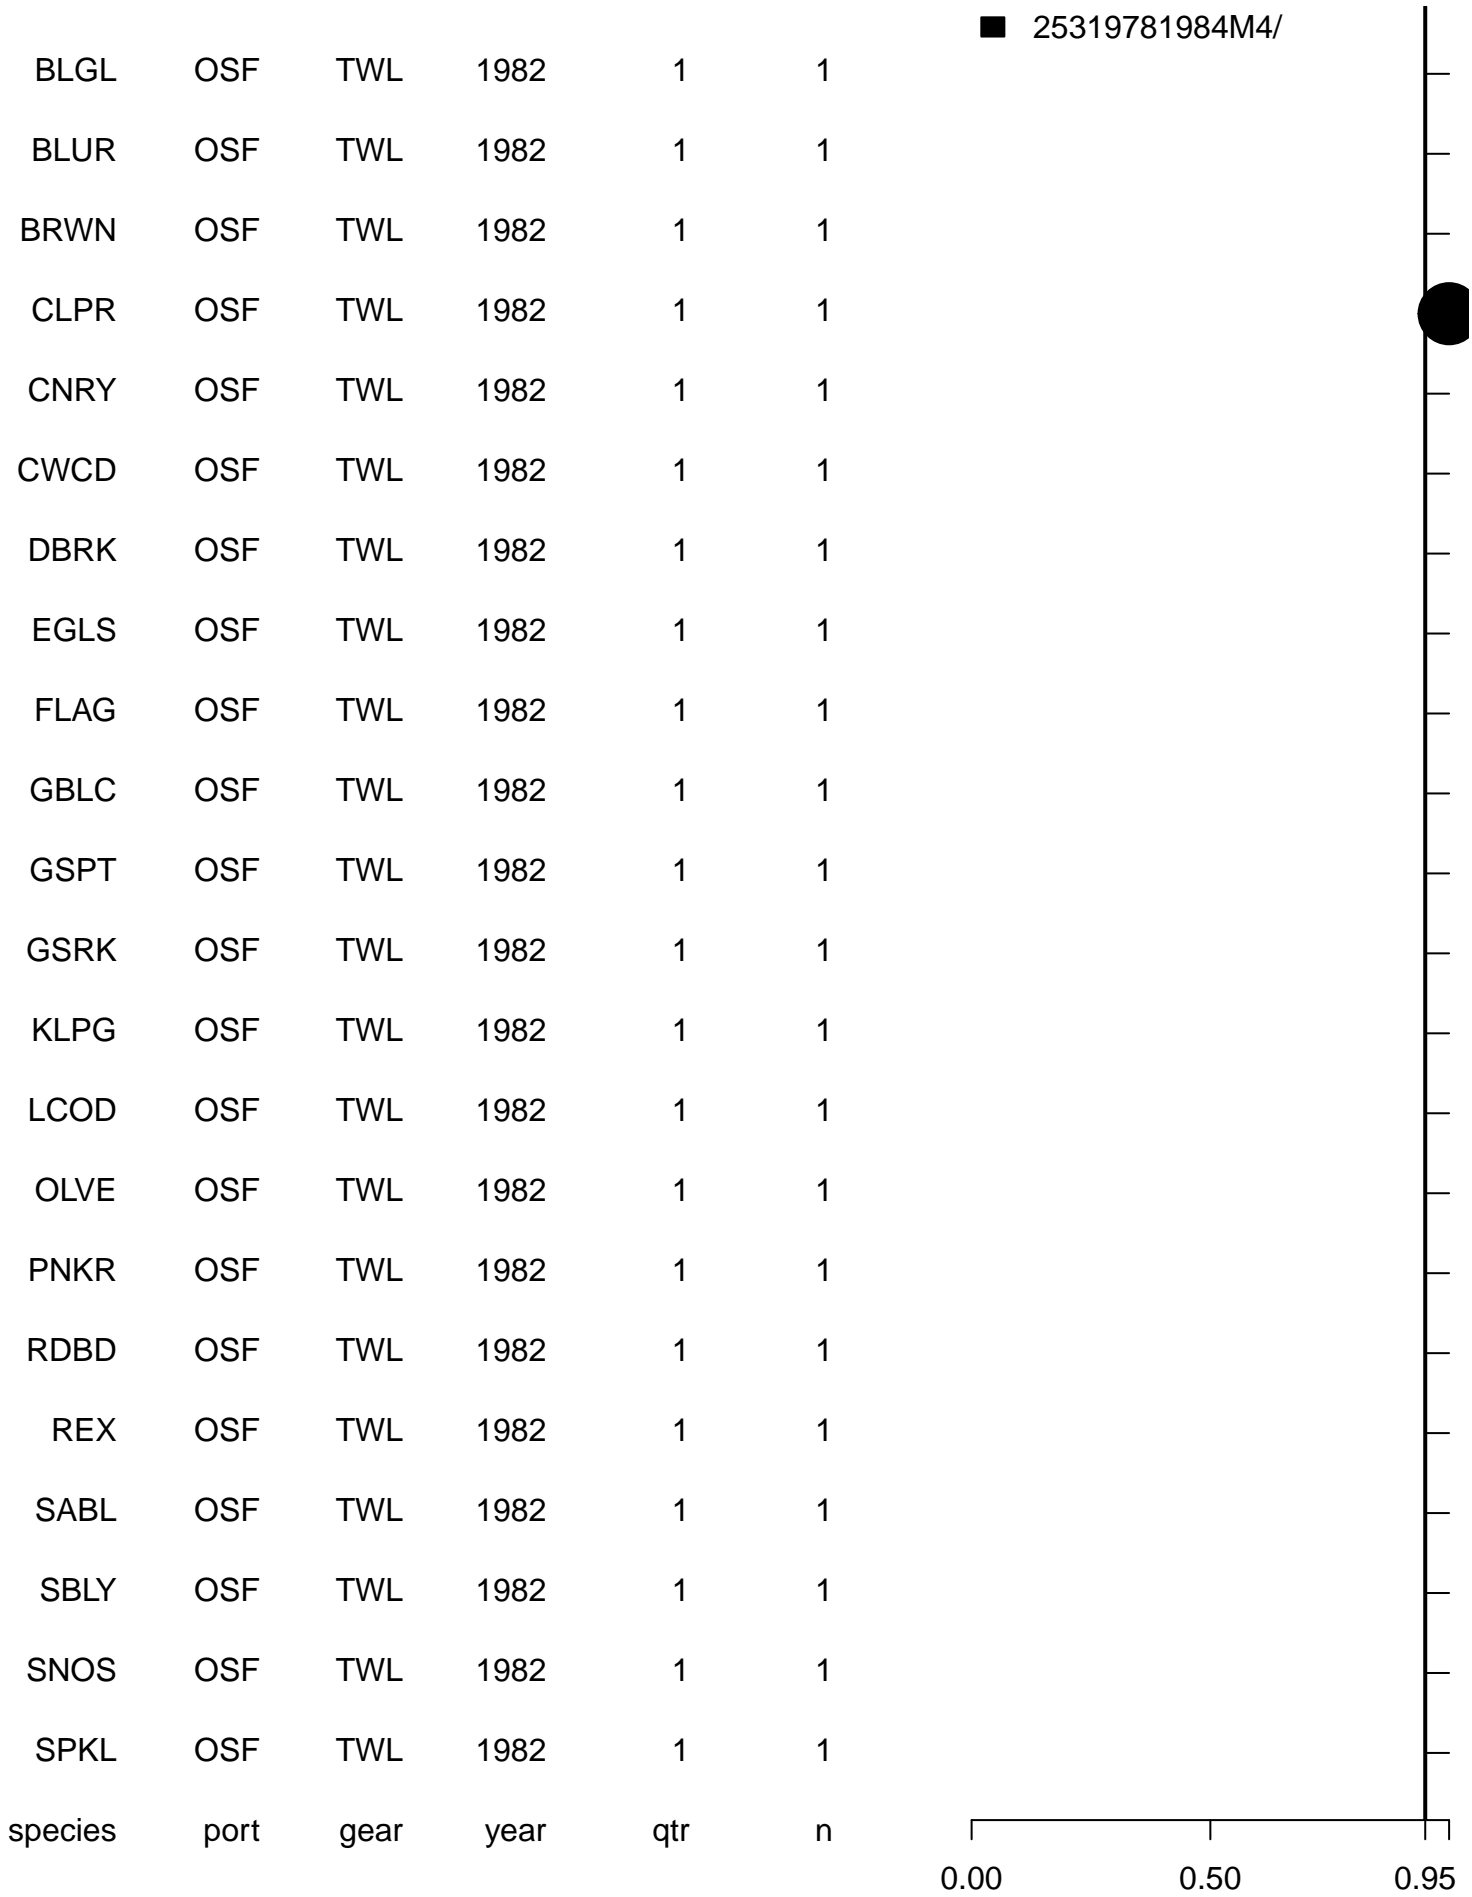 25319781984M4/
BLGL OSF TWL 1982 1 1
BLUR OSF TWL 1982 1 1
BRWN OSF TWL 1982 1 1
CLPR OSF TWL 1982 1 1
CNRY OSF TWL 1982 1 1
CWCD OSF TWL 1982 1 1
DBRK OSF TWL 1982 1 1
EGLS OSF TWL 1982 1 1
FLAG OSF TWL 1982 1 1
GBLC OSF TWL 1982 1 1
GSPT OSF TWL 1982 1 1
GSRK OSF TWL 1982 1 1
KLPG OSF TWL 1982 1 1
LCOD OSF TWL 1982 1 1
OLVE OSF TWL 1982 1 1
PNKR OSF TWL 1982 1 1
RDBD OSF TWL 1982 1 1
REX OSF TWL 1982 1 1
SABL OSF TWL 1982 1 1
SBLY OSF TWL 1982 1 1
SNOS OSF TWL 1982 1 1
SPKL OSF TWL 1982 1 1
species port gear year qtr n
0.00 0.50 0.95